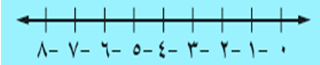 ٨- ٧- ٦- ٥- ٤- ٣- ٢- ١- ٠